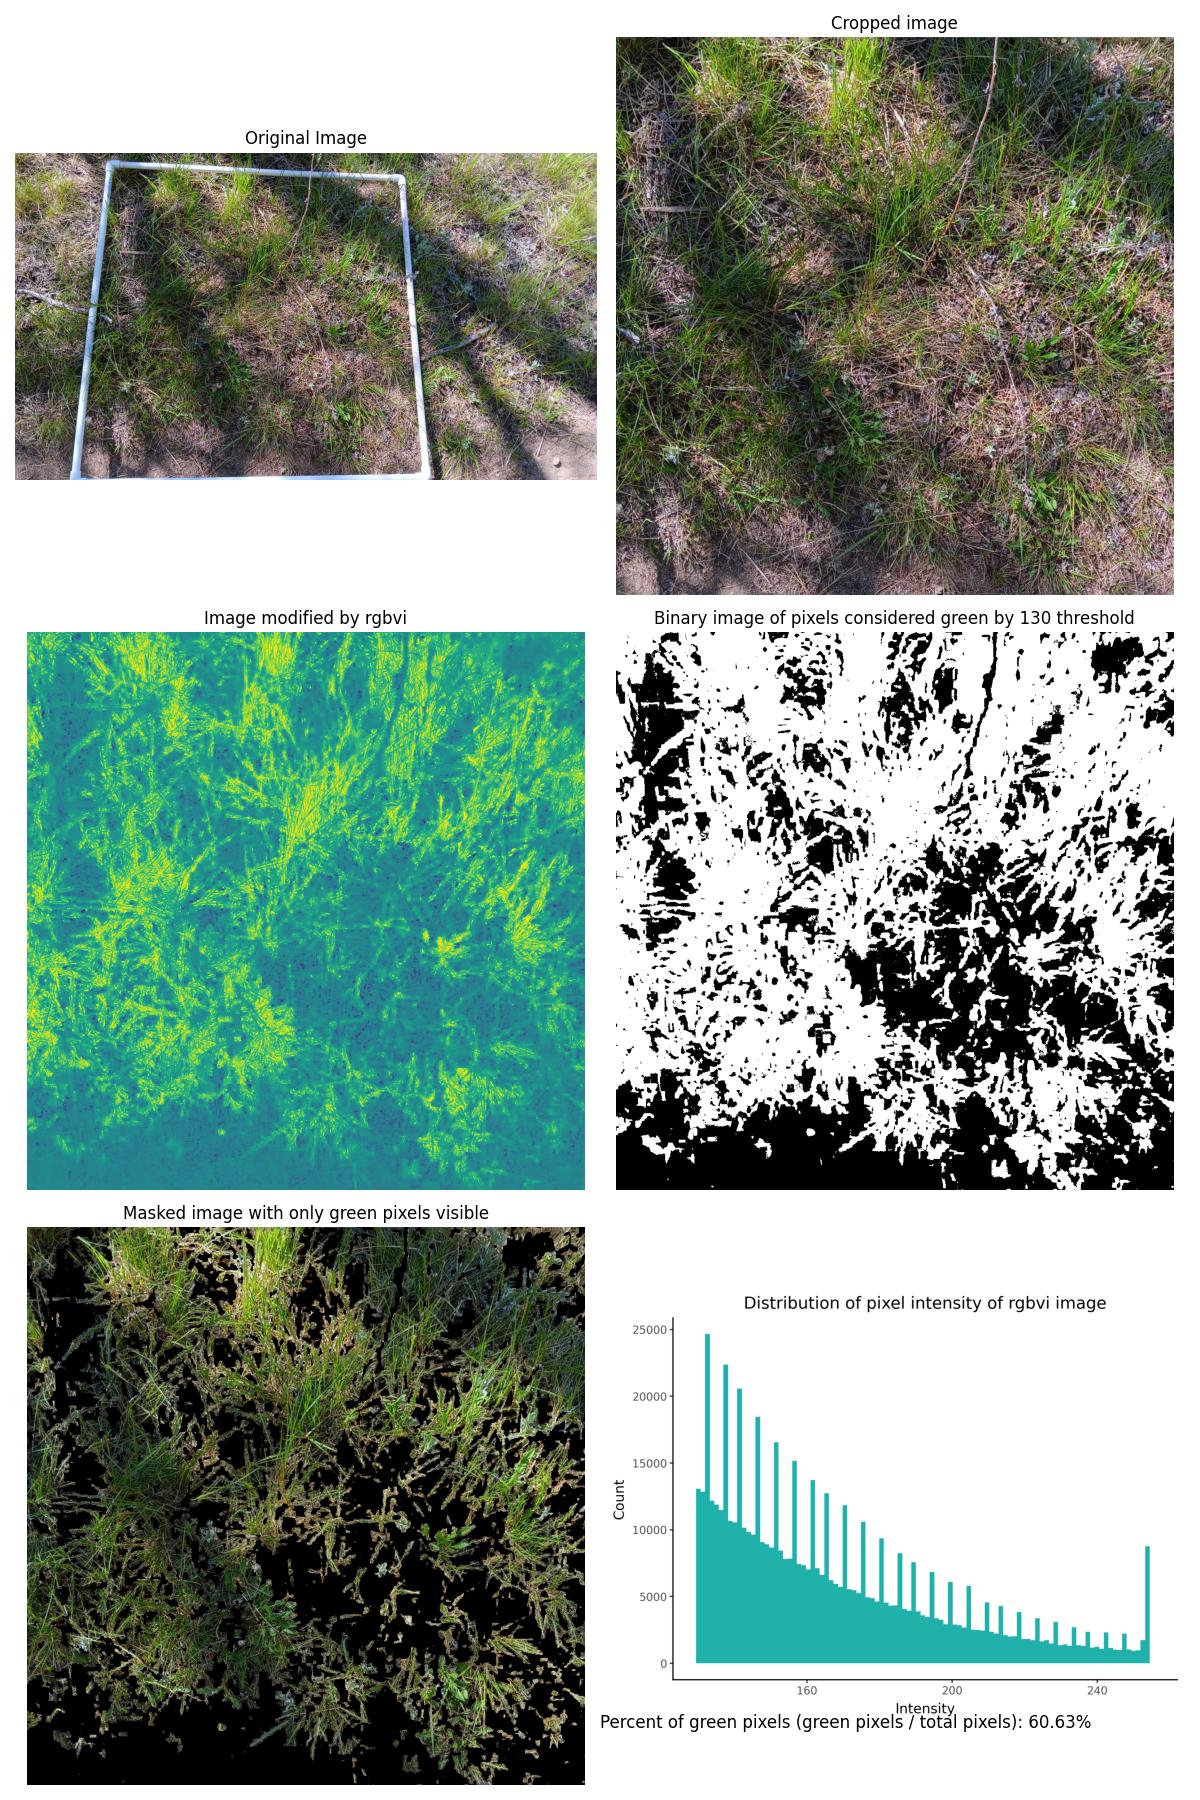 Cropped image
Original Image
Image modified by rgbvi
Binary image of pixels considered green by 130 threshold
Masked image with only green pixels visible
Distribution of pixel intensity of rgbvi image
25000
20000
15000
10000
5000
0
Count
160 200 240
Intensity
Percent of green pixels (green pixels / total pixels): 60.63%